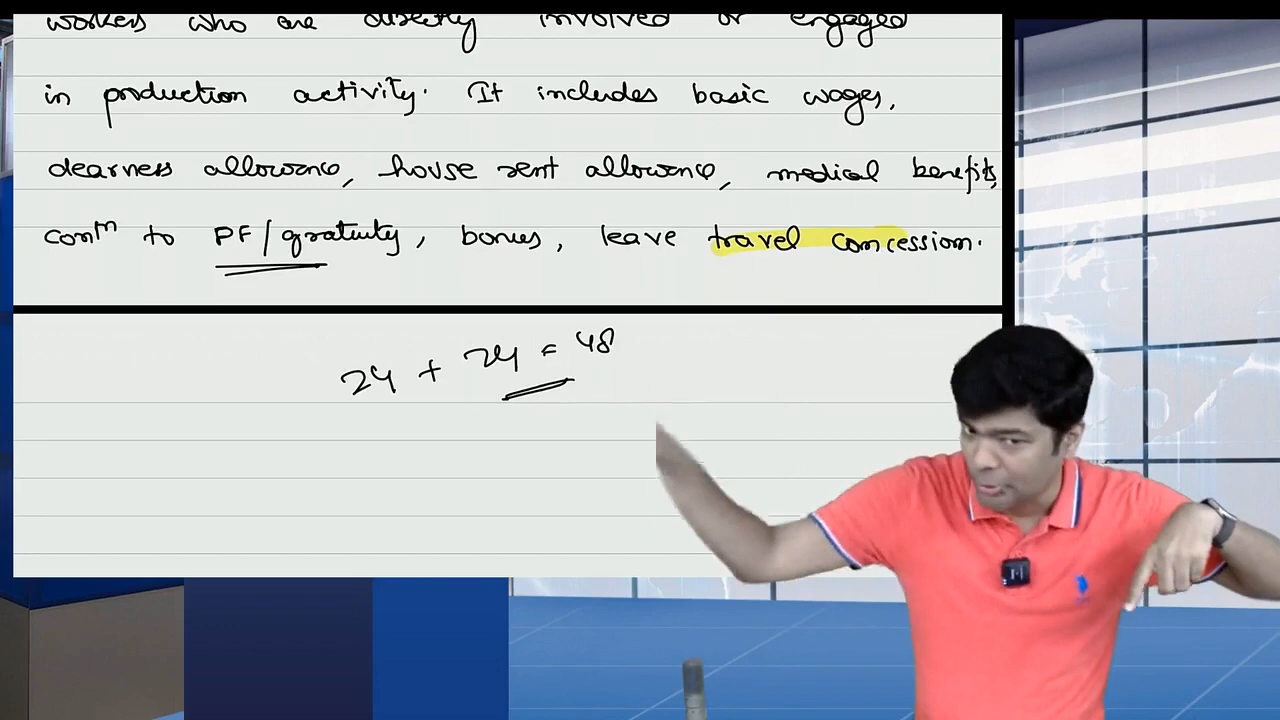 workers who are directly involved or engaged
in production activity. It includes basic wages,
dearness allowance, house rent allowance, medical benefits,
contn to PF/gratuity, bonus, leave travel concession.
24 + 24 = 48